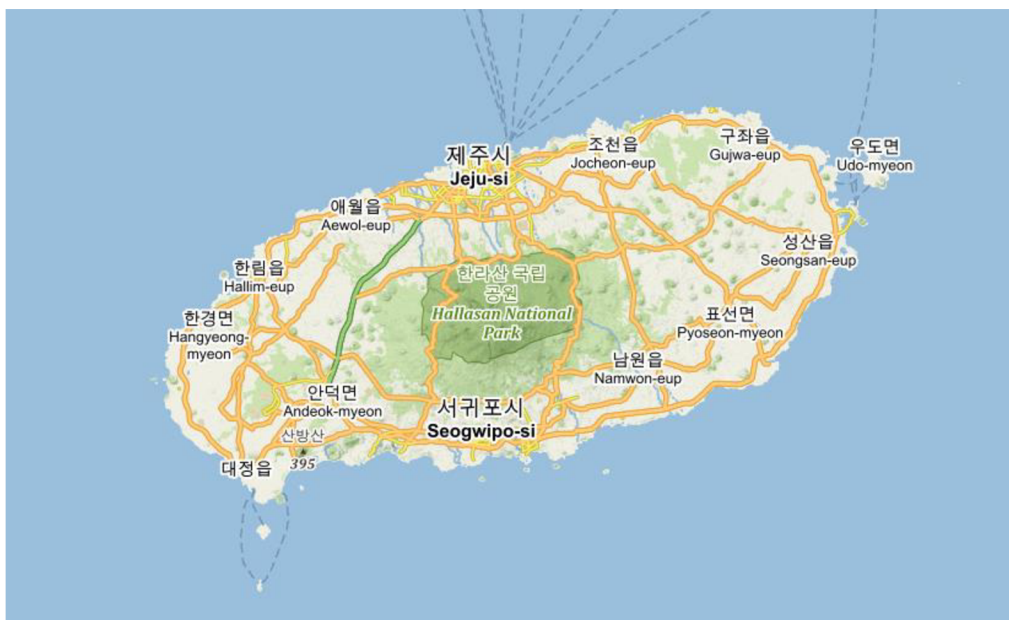 제주시
Jeju-si
조천읍
Jocheon-eup
구좌읍
Gujwa-eup
우도면
Udo-myeon
애월읍
Aewol-eup
성산읍
Seongsan-eup
한림읍
Hallim-eup
한라산 국립
공원
Hallasan National
Park
한경면
Hangyeong-
myeon
표선면
Pyoseon-myeon
남원읍
Namwon-eup
안덕면
Andeok-myeon
서귀포시
Seogwipo-si
산방산
395
대정읍